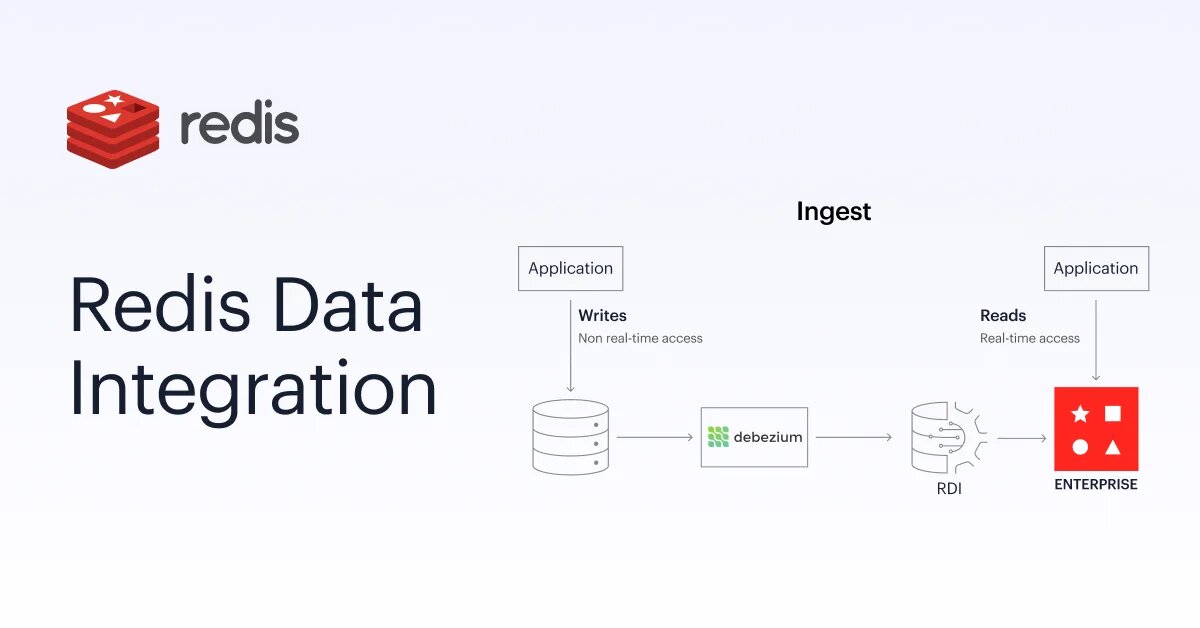 redis
Redis Data
Integration
Ingest
Application
Application
Writes
Non real-time access
Reads
Real-time access
debezium
RDI
ENTERPRISE